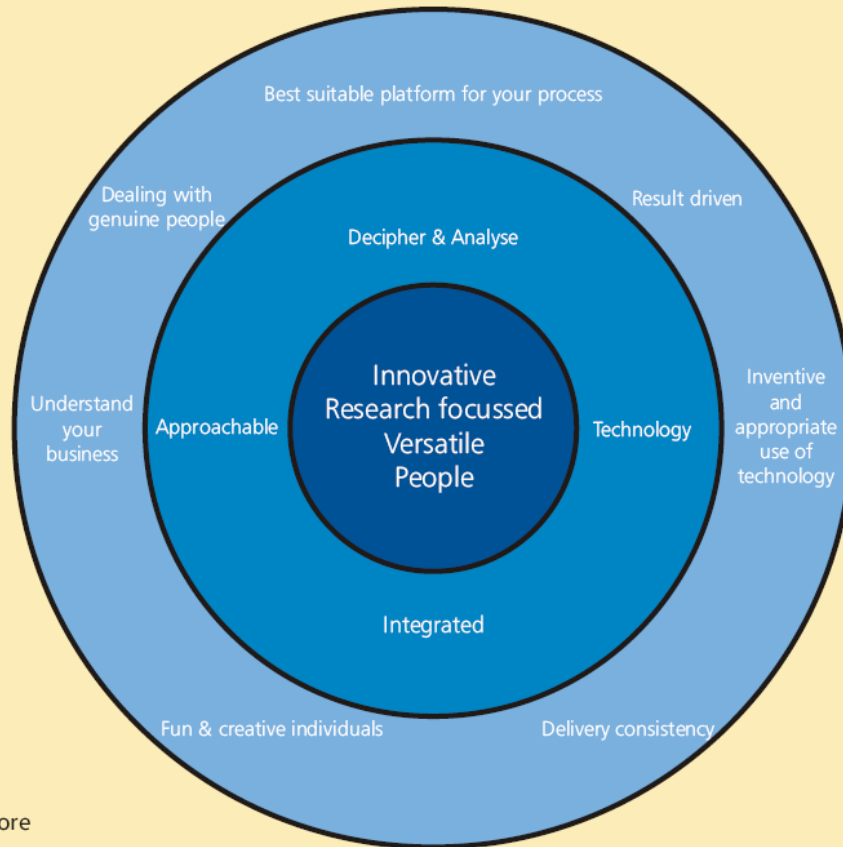 Best suitable platform for your process
Dealing with
genuine people
Result driven
Decipher & Analyse
Innovative
Research focussed
Versatile
People
Understand
your
business
Approachable
Technology
Inventive
and
appropriate
use of
technology
Integrated
Fun & creative individuals
Delivery consistency
ore